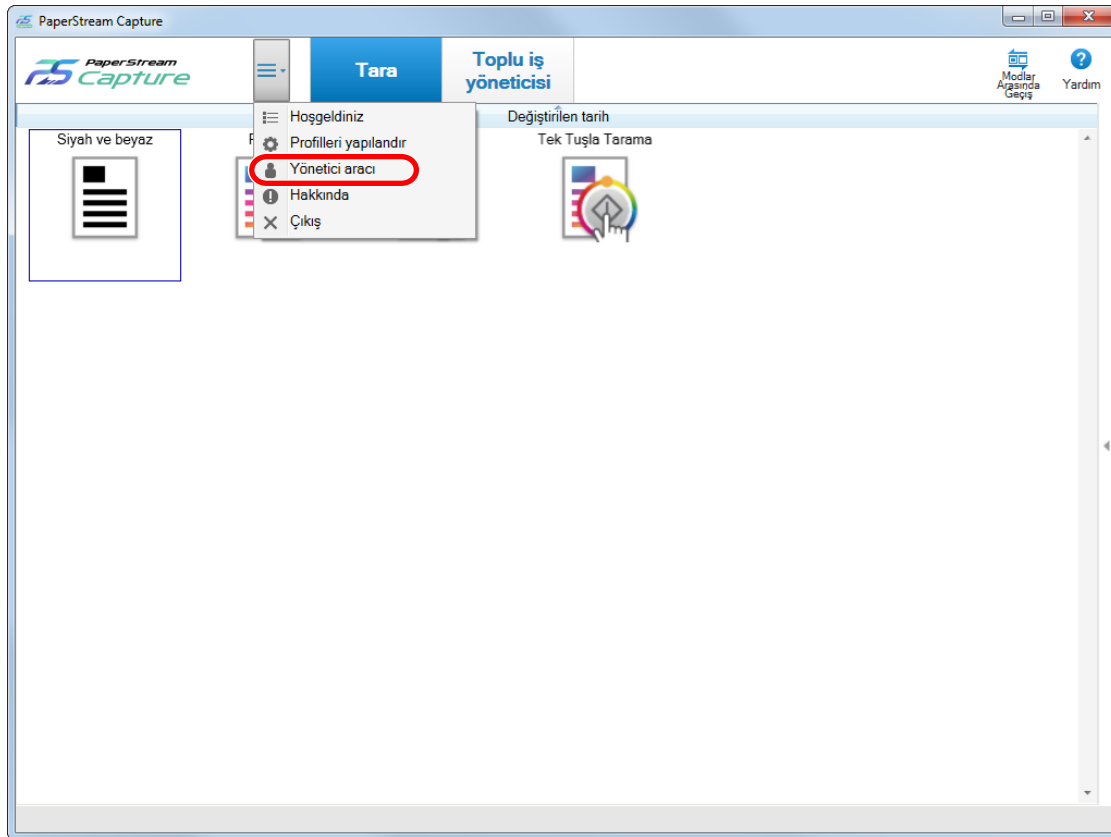 PaperStream Capture
PaperStream
Capture
Tara
Toplu iş
yöneticisi
Modlar
Arasında
Geçiş
Yardım
Değiştirilen tarih
Hoşgeldiniz
Profilleri yapılandır
Yönetici aracı
Hakkında
Çıkış
Siyah ve beyaz
Tek Tuşla Tarama